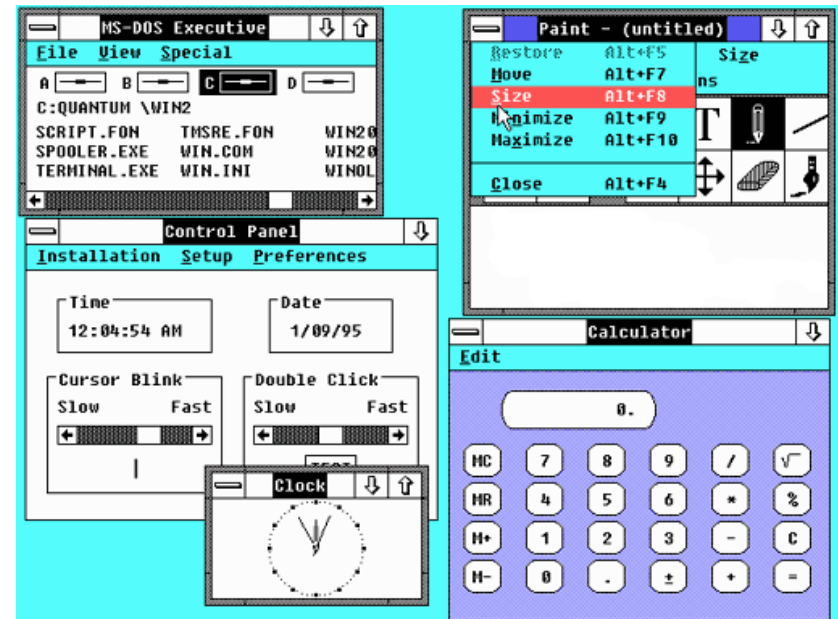 MS-DOS Executive
File View Special
A B C D
C:QUANTUM \WIN2
SCRIPT.FON TMSRE.FON WIN20
SPOOLER.EXE WIN.COM WIN20
TERMINAL.EXE WIN.INI WINOL
Paint - (untitled)
Restore Alt+F5 Size
Move Alt+F7 ns
Size Alt+F8
Minimize Alt+F9
Maximize Alt+F10
T
Close Alt+F4
Control Panel
Installation Setup Preferences
Time Date
12:04:54 AM 1/09/95
Cursor Blink Double Click
Slow Fast Slow Fast
Clock
Calculator
Edit
0.
MC 7 8 9 / √
MR 4 5 6 * %
M+ 1 2 3 - C
M- 0 . ± + =